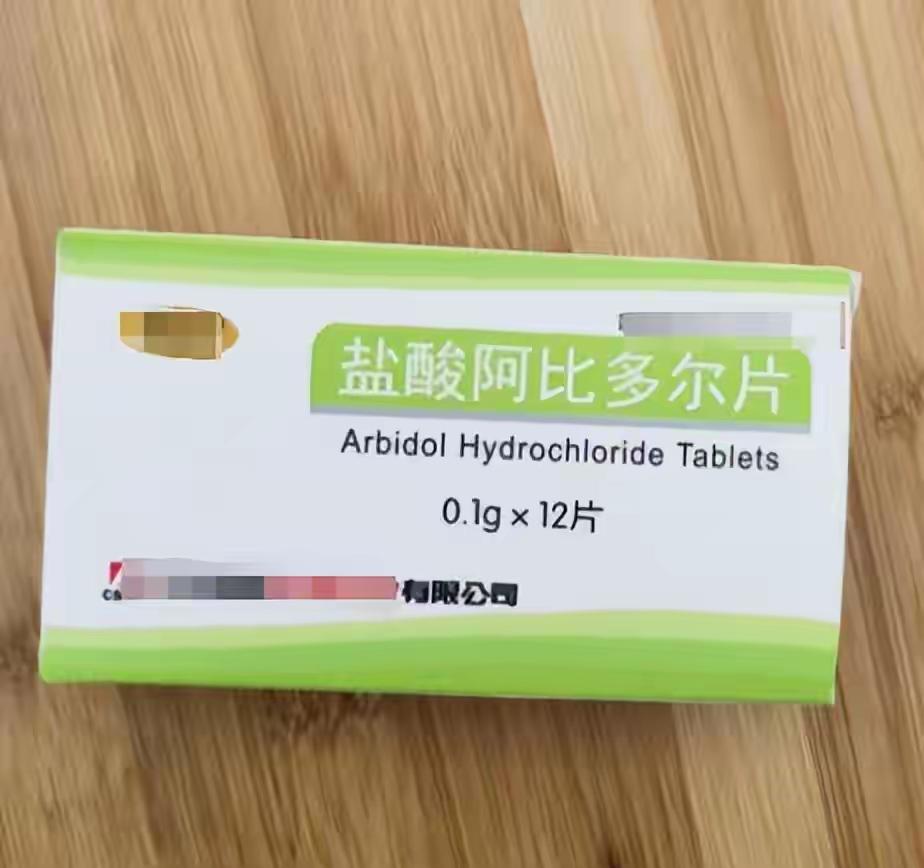 盐酸阿比多尔片
Arbidol Hydrochloride Tablets
0.1g×12片
有限公司